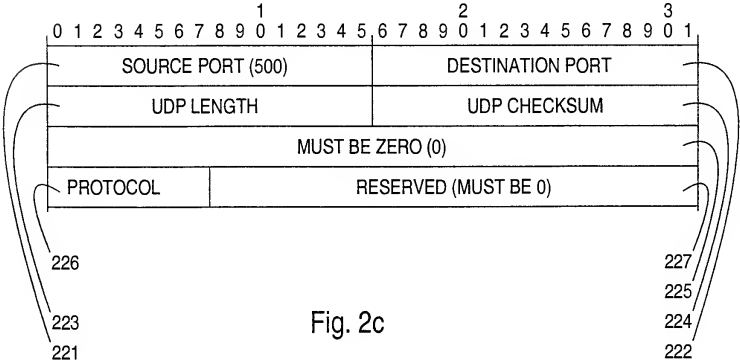 1 2 3
0 1 2 3 4 5 6 7 8 9 0 1 2 3 4 5 6 7 8 9 0 1 2 3 4 5 6 7 8 9 0 1
SOURCE PORT (500) DESTINATION PORT
UDP LENGTH UDP CHECKSUM
MUST BE ZERO (0)
PROTOCOL RESERVED (MUST BE 0)
226 227
225
223 224
221 222
Fig. 2c